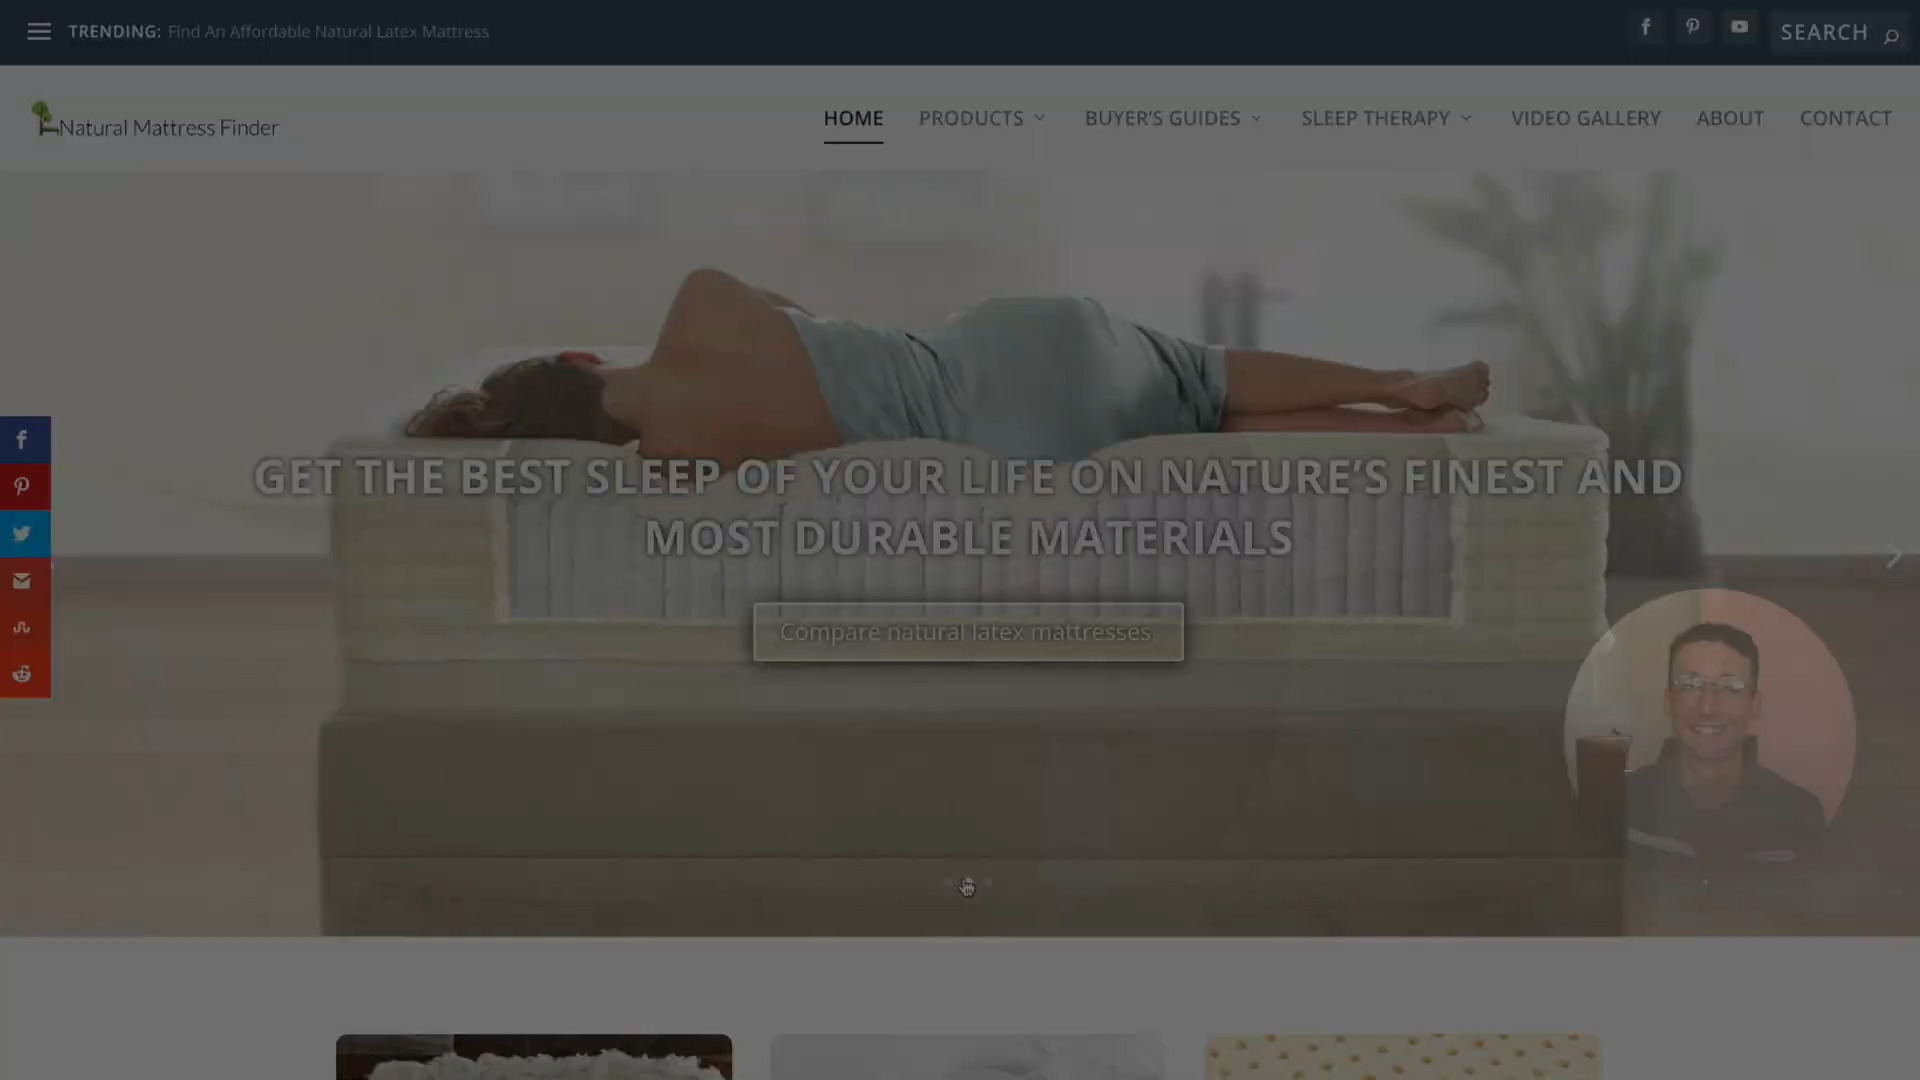 TRENDING: Find An Affordable Natural Latex Mattress
SEARCH
Natural Mattress Finder
HOME PRODUCTS BUYER'S GUIDES SLEEP THERAPY VIDEO GALLERY ABOUT CONTACT
GET THE BEST SLEEP OF YOUR LIFE ON NATURE'S FINEST AND
MOST DURABLE MATERIALS
Compare natural latex mattresses